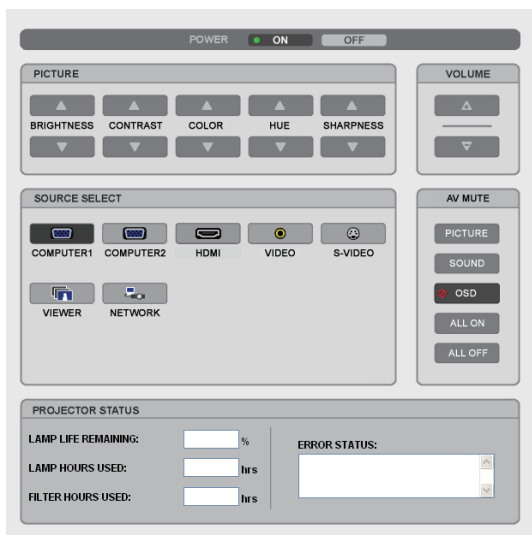 POWER ON OFF
PICTURE
BRIGHTNESS CONTRAST COLOR HUE SHARPNESS
VOLUME
SOURCE SELECT
COMPUTER1 COMPUTER2 HDMI VIDEO S-VIDEO
VIEWER NETWORK
AV MUTE
PICTURE
SOUND
OSD
ALL ON
ALL OFF
PROJECTOR STATUS
LAMP LIFE REMAINING: %
LAMP HOURS USED: hrs
FILTER HOURS USED: hrs
ERROR STATUS: